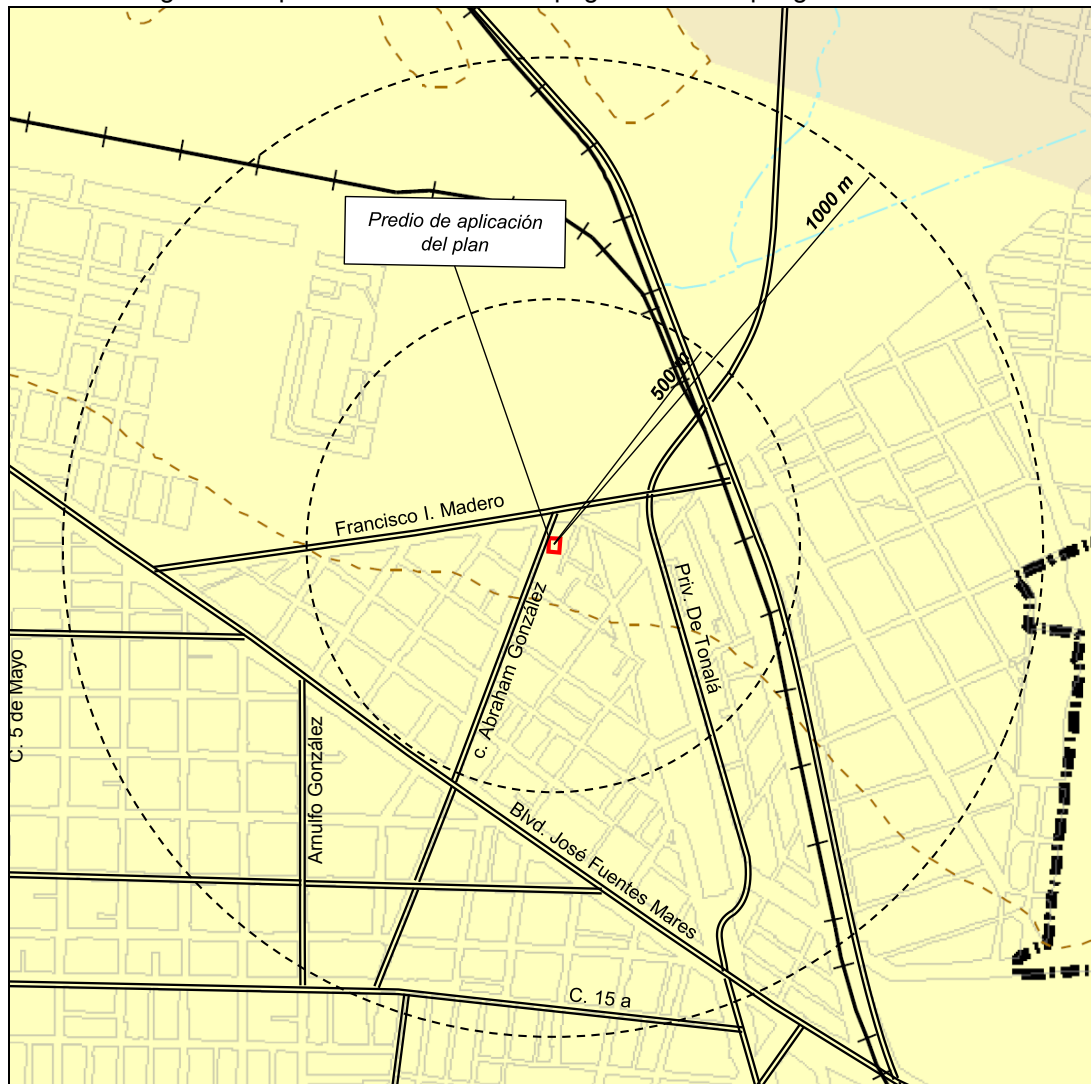 1000 m
Predio de aplicación
del plan
500 m
Francisco I. Madero
Priv. De Tonalá
c. Abraham González
C. 5 de Mayo
Arnulfo González
Blvd. José Fuentes Mares
C. 15 a